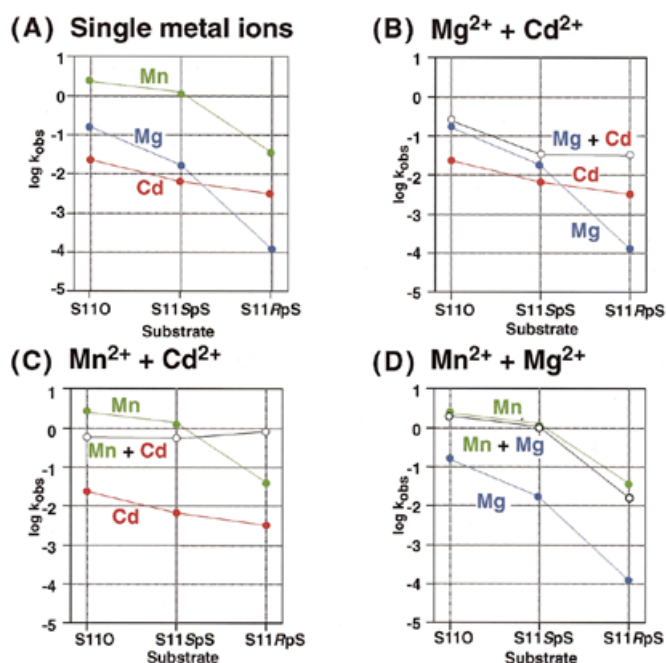 (A) Single metal ions
1
0
-1
-2
-3
-4
-5
log kobs
Mn
Mg
Cd
S11O S11SpS S11RpS
Substrate
(B) Mg²⁺ + Cd²⁺
1
0
-1
-2
-3
-4
-5
log kobs
Mg + Cd
Cd
Mg
S11O S11SpS S11RpS
Substrate
(C) Mn²⁺ + Cd²⁺
1
0
-1
-2
-3
-4
-5
log kobs
Mn
Mn + Cd
Cd
S11O S11SpS S11RpS
Substrate
(D) Mn²⁺ + Mg²⁺
1
0
-1
-2
-3
-4
-5
log kobs
Mn
Mn + Mg
Mg
S11O S11SpS S11RpS
Substrate